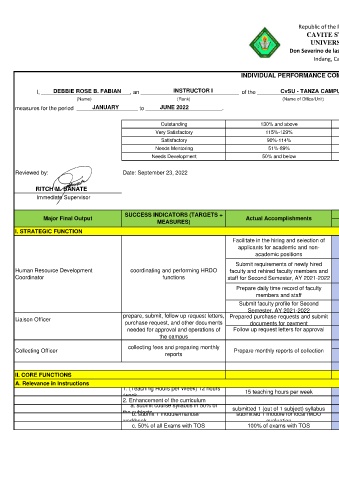 Republic of the
CAVITE S
UNIVERS
Don Severino de las
Indang, Ca
INDIVIDUAL PERFORMANCE COM
I, DEBBIE ROSE B. FABIAN, an INSTRUCTOR I of the CvSU - TANZA CAMPU
(Name) (Rank) (Name of Office/Unit)
measures for the period JANUARY to JUNE 2022.
Outstanding 130% and above
Very Satisfactory 115%-129%
Satisfactory 90%-114%
Needs Mentoring 51%-89%
Needs Development 50% and below
Reviewed by: Date: September 23, 2022
RITCH M. BANATE
Immediate Supervisor
Major Final Output SUCCESS INDICATORS (TARGETS + MEASURES) Actual Accomplishments
I. STRATEGIC FUNCTION
Human Resource Development Coordinator
coordinating and performing HRDO functions
Facilitate in the hiring and selection of applicants for academic and non-academic positions
Submit requirements of newly hired faculty and rehired faculty members and staff for Second Semester, AY 2021-2022
Prepare daily time record of faculty members and staff
Submit faculty profile for Second Semester, AY 2021-2022
Liaison Officer
prepare, submit, follow up request letters, purchase request, and other documents needed for approval and operations of the campus
Prepared purchase requests and submit documents for payment
Follow up request letters for approval
Collecting Officer
collecting fees and preparing monthly reports
Prepare monthly reports of collection
II. CORE FUNCTIONS
A. Relevance in Instructions
1. (Teaching Hours per Week) 12 hours
15 teaching hours per week
2. Enhancement of the curriculum
a. submit course syllabus in 50% of
submitted 1 (out of 1 subject) syllabus
b. submit 1 module/manual
submitted 1 module for local HRDO
c. 50% of all Exams with TOS 100% of exams with TOS